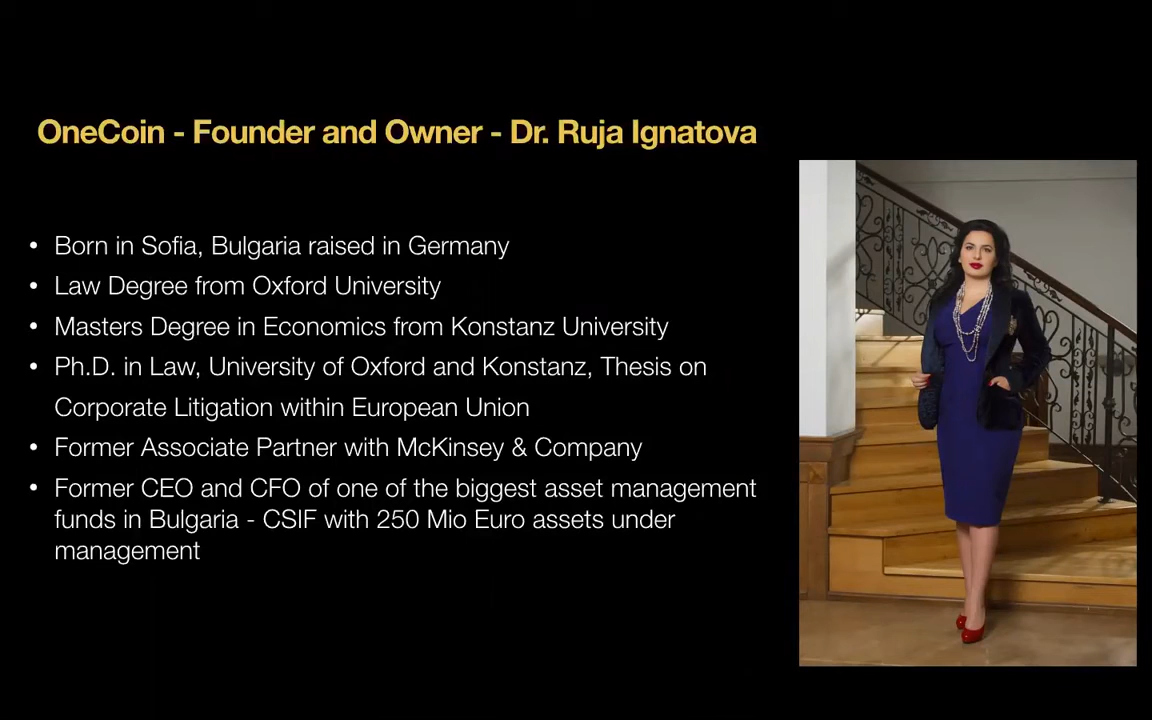 OneCoin - Founder and Owner - Dr. Ruja Ignatova
• Born in Sofia, Bulgaria raised in Germany
• Law Degree from Oxford University
• Masters Degree in Economics from Konstanz University
• Ph.D. in Law, University of Oxford and Konstanz, Thesis on
Corporate Litigation within European Union
• Former Associate Partner with McKinsey & Company
• Former CEO and CFO of one of the biggest asset management
funds in Bulgaria - CSIF with 250 Mio Euro assets under
management